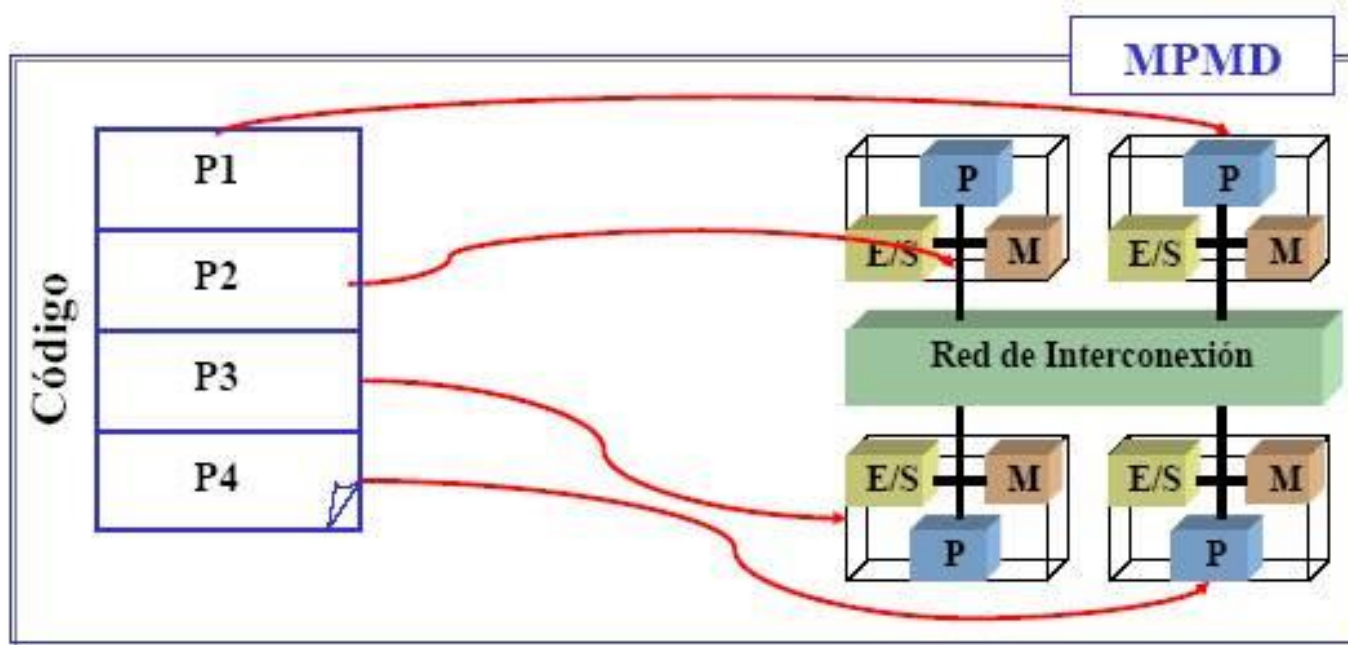 MPMD
Código
P1
P2
P3
P4
P
E/S
M
P
E/S
M
Red de Interconexión
E/S
M
P
E/S
M
P